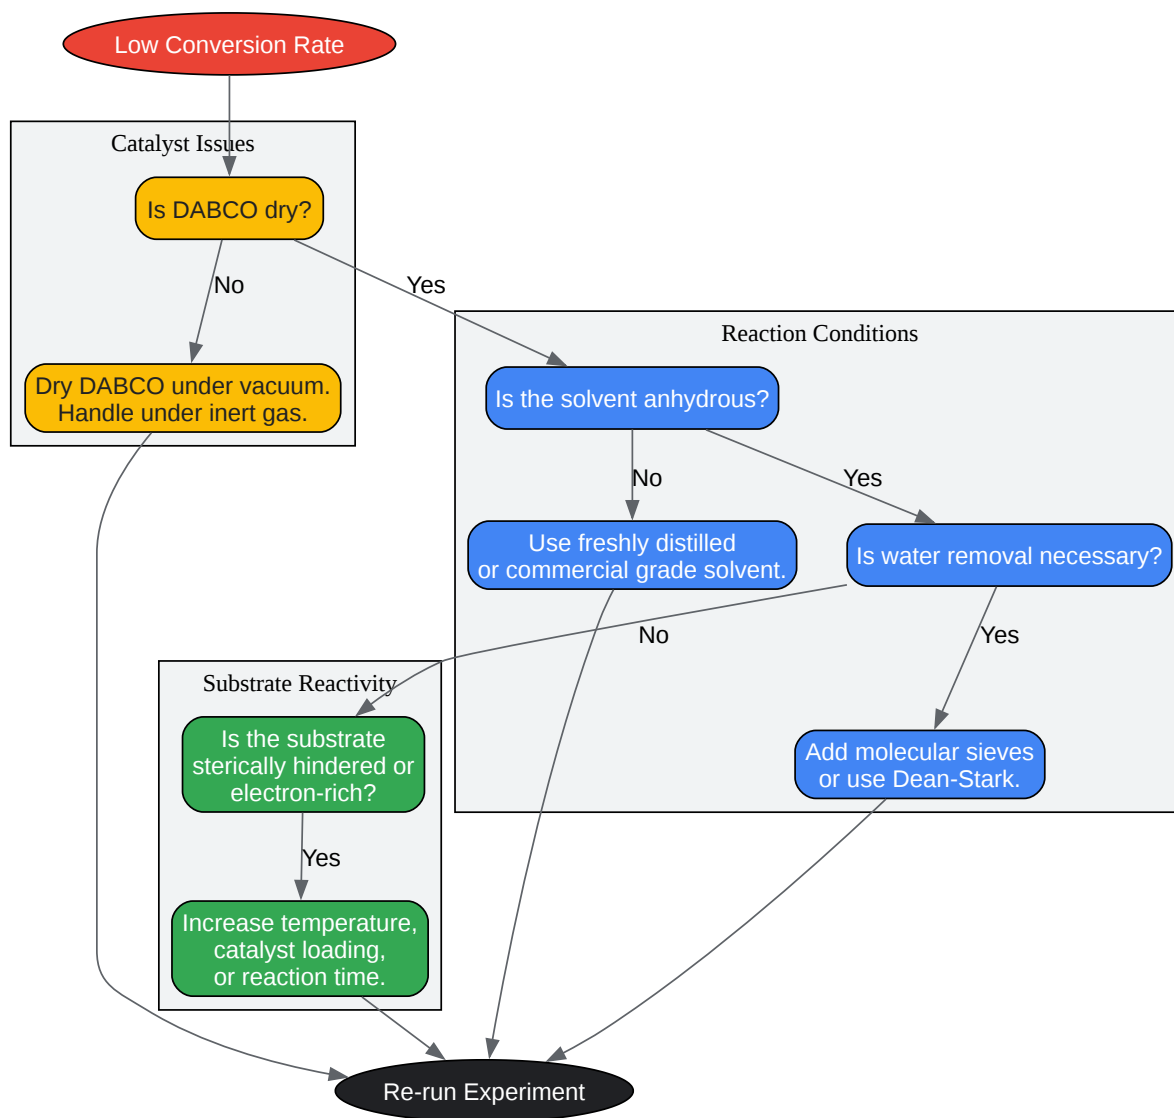 Low Conversion Rate
Catalyst Issues
Is DABCO dry?
No
Yes
Dry DABCO under vacuum.
Handle under inert gas.
Reaction Conditions
Is the solvent anhydrous?
No
Yes
Use freshly distilled
or commercial grade solvent.
Is water removal necessary?
No
Yes
Substrate Reactivity
Is the substrate
sterically hindered or
electron-rich?
Add molecular sieves
or use Dean-Stark.
Yes
Increase temperature,
catalyst loading,
or reaction time.
Re-run Experiment